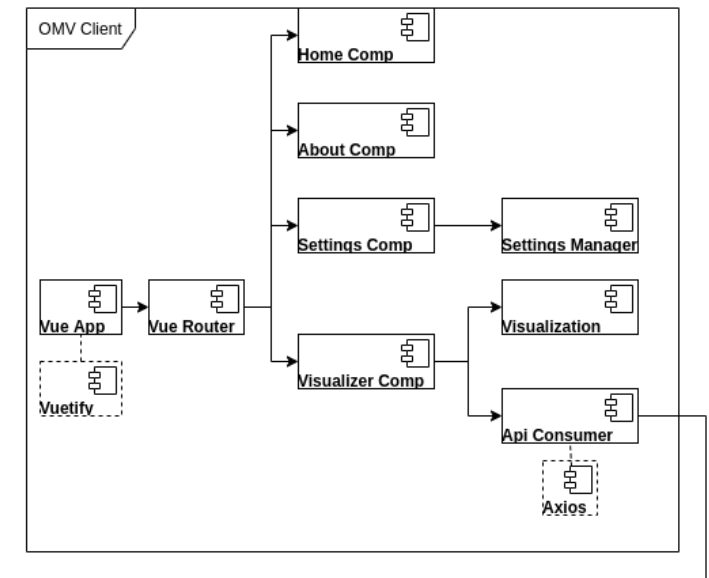 OMV Client
Home Comp
About Comp
Settings Comp
Settings Manager
Vue App
Vue Router
Visualization
Visualizer Comp
Vuetify
Api Consumer
Axios